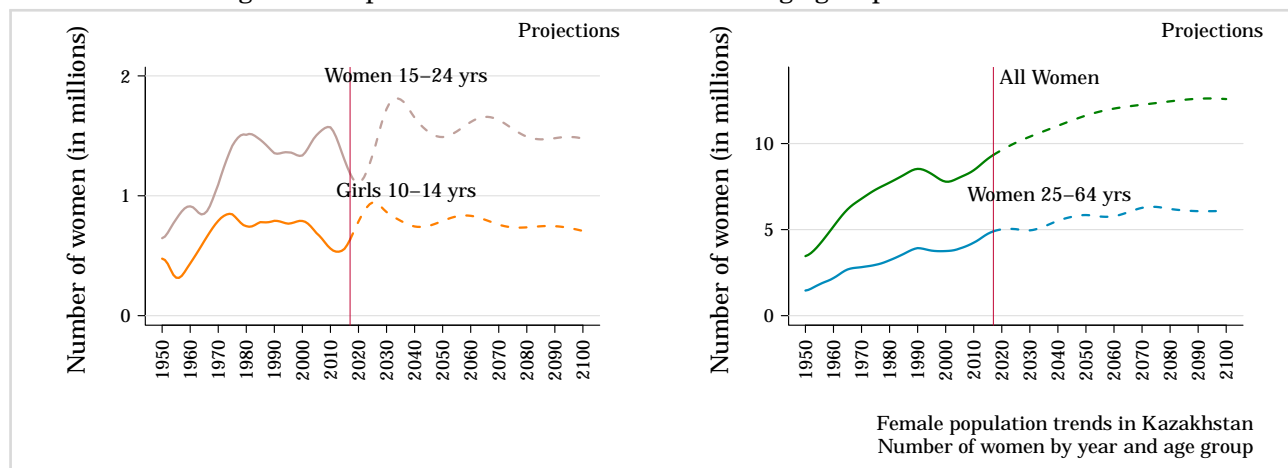 Projections
Number of women (in millions)
Women 15–24 yrs
Girls 10–14 yrs
2
1
0
1950 1960 1970 1980 1990 2000 2010 2020 2030 2040 2050 2060 2070 2080 2090 2100
Projections
Number of women (in millions)
All Women
Women 25–64 yrs
10
5
0
1950 1960 1970 1980 1990 2000 2010 2020 2030 2040 2050 2060 2070 2080 2090 2100
Female population trends in Kazakhstan
Number of women by year and age group